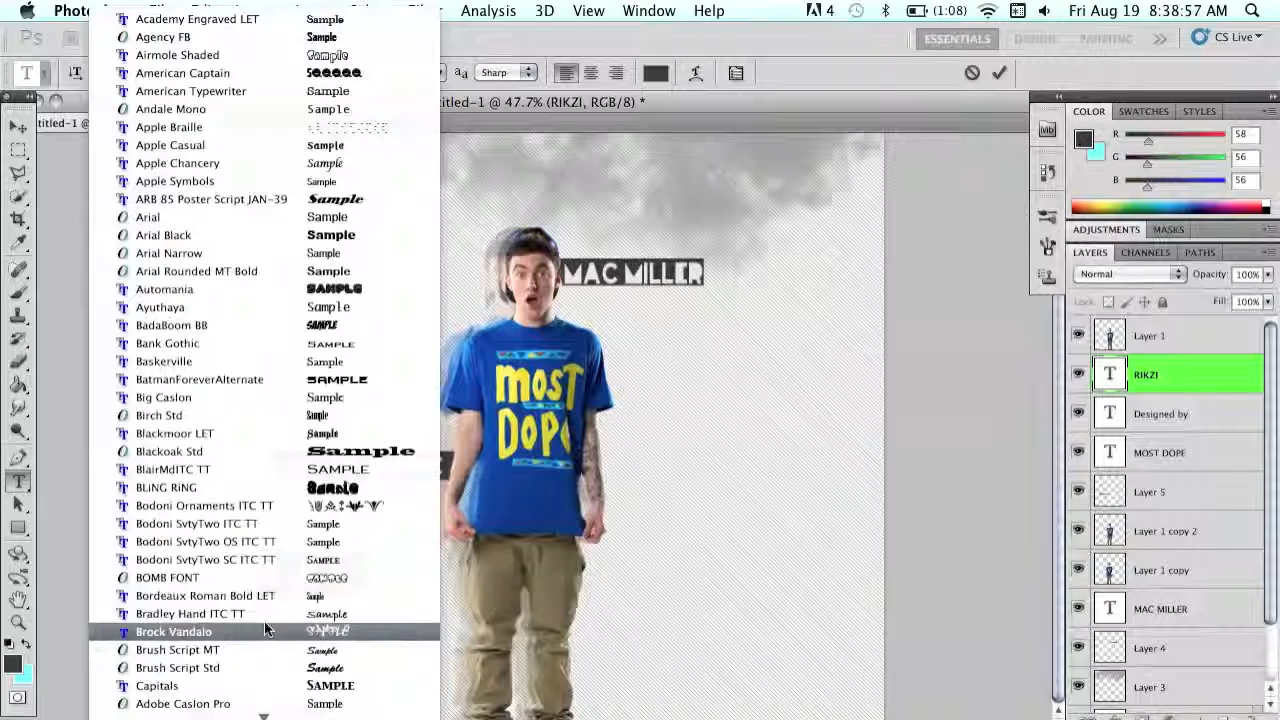 Photo
Analysis 3D View Window Help
4
(1:08)
Fri Aug 19 8:38:57 AM
Ps
ESSENTIALS DESIGN PAINTING
CS Live
T
T
aa Sharp
titled-1 @
ntitled-1 @ 47.7% (RIKZI, RGB/8) *
Academy Engraved LET Sample
Agency FB Sample
Airmole Shaded Sample
American Captain
American Typewriter Sample
Andale Mono Sample
Apple Braille
Apple Casual Sample
Apple Chancery Sample
Apple Symbols Sample
ARB 85 Poster Script JAN-39 Sample
Arial Sample
Arial Black Sample
Arial Narrow Sample
Arial Rounded MT Bold Sample
Automania SAMPLE
Ayuthaya Sample
BadaBoom BB SAMPLE
Bank Gothic SAMPLE
Baskerville Sample
BatmanForeverAlternate SAMPLE
Big Caslon Sample
Birch Std Sample
Blackmoor LET Sample
Blackoak Std Sample
BlairMdITC TT SAMPLE
BLiNG RiNG Sample
Bodoni Ornaments ITC TT
Bodoni SvtyTwo ITC TT Sample
Bodoni SvtyTwo OS ITC TT Sample
Bodoni SvtyTwo SC ITC TT SAMPLE
BOMB FONT
Bordeaux Roman Bold LET Sample
Bradley Hand ITC TT Sample
Brock Vandalo
Brush Script MT Sample
Brush Script Std Sample
Capitals SAMPLE
Adobe Caslon Pro Sample
MAC MILLER
MOST
DOPE
Mb
COLOR SWATCHES STYLES
R 58
G 56
B 56
ADJUSTMENTS MASKS
LAYERS CHANNELS PATHS
Normal Opacity: 100%
Lock: Fill: 100%
Layer 1
T RIKZI
T Designed by
T MOST DOPE
Layer 5
Layer 1 copy 2
Layer 1 copy
T MAC MILLER
Layer 4
Layer 3